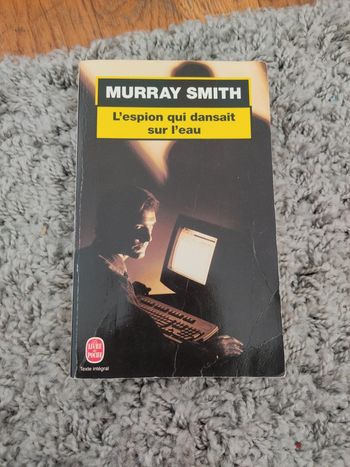 MURRAY SMITH
L'espion qui dansait
sur l'eau
LE LIVRE
DE
POCHE
Texte intégral